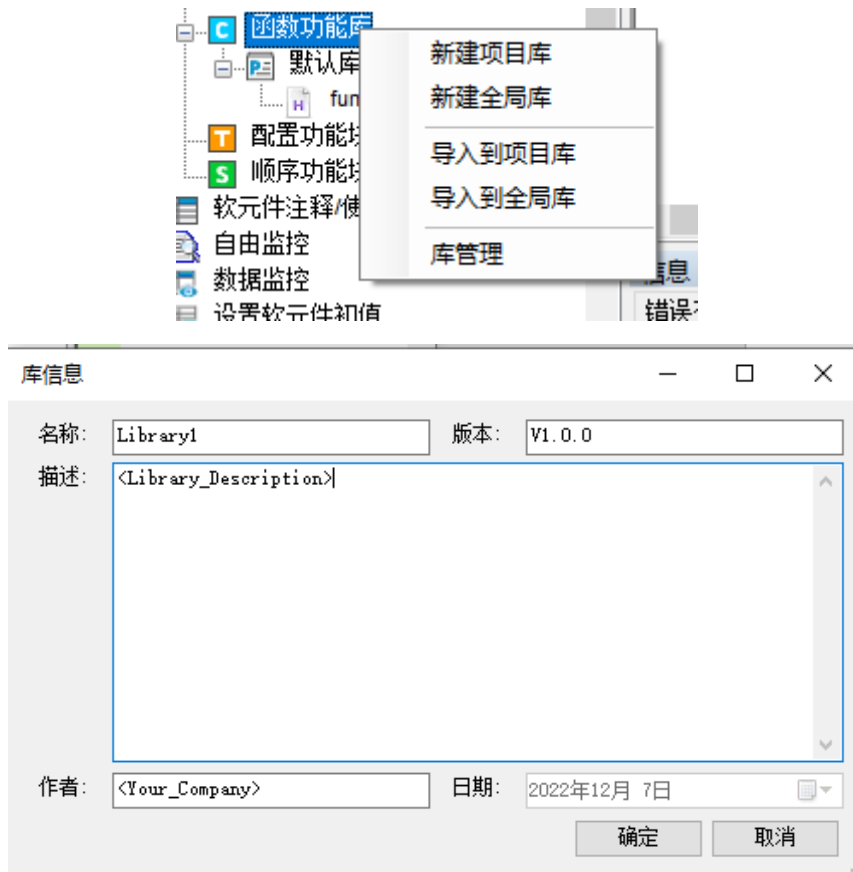 函数功能库
新建项目库
默认库
新建全局库
fun
配置功能块
导入到项目库
顺序功能块
导入到全局库
软元件注释/使
自由监控
库管理
数据监控
信息
设置软元件初值
错误
库信息
名称: Library1 版本: V1.0.0
描述: <Library_Description>
作者: <Your_Company> 日期: 2022年12月 7日
确定 取消